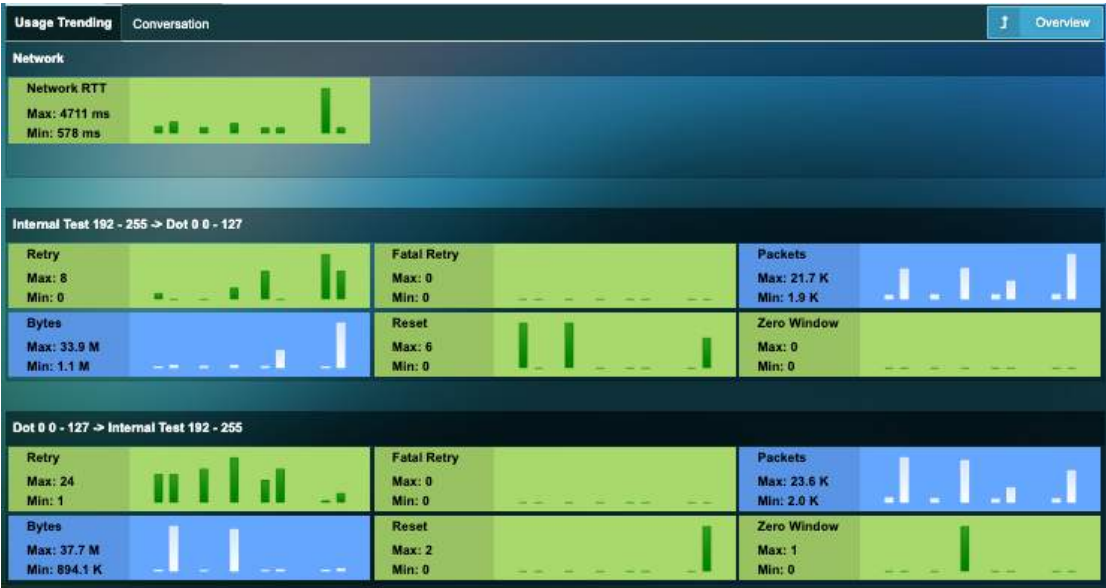 Usage Trending Conversation Overview
Network
Network RTT
Max: 4711 ms
Min: 578 ms
Internal Test 192 - 255 -> Dot 0 0 - 127
Retry
Max: 8
Min: 0
Fatal Retry
Max: 0
Min: 0
Packets
Max: 21.7 K
Min: 1.9 K
Bytes
Max: 33.9 M
Min: 1.1 M
Reset
Max: 6
Min: 0
Zero Window
Max: 0
Min: 0
Dot 0 0 - 127 -> Internal Test 192 - 255
Retry
Max: 24
Min: 1
Fatal Retry
Max: 0
Min: 0
Packets
Max: 23.6 K
Min: 2.0 K
Bytes
Max: 37.7 M
Min: 894.1 K
Reset
Max: 2
Min: 0
Zero Window
Max: 1
Min: 0